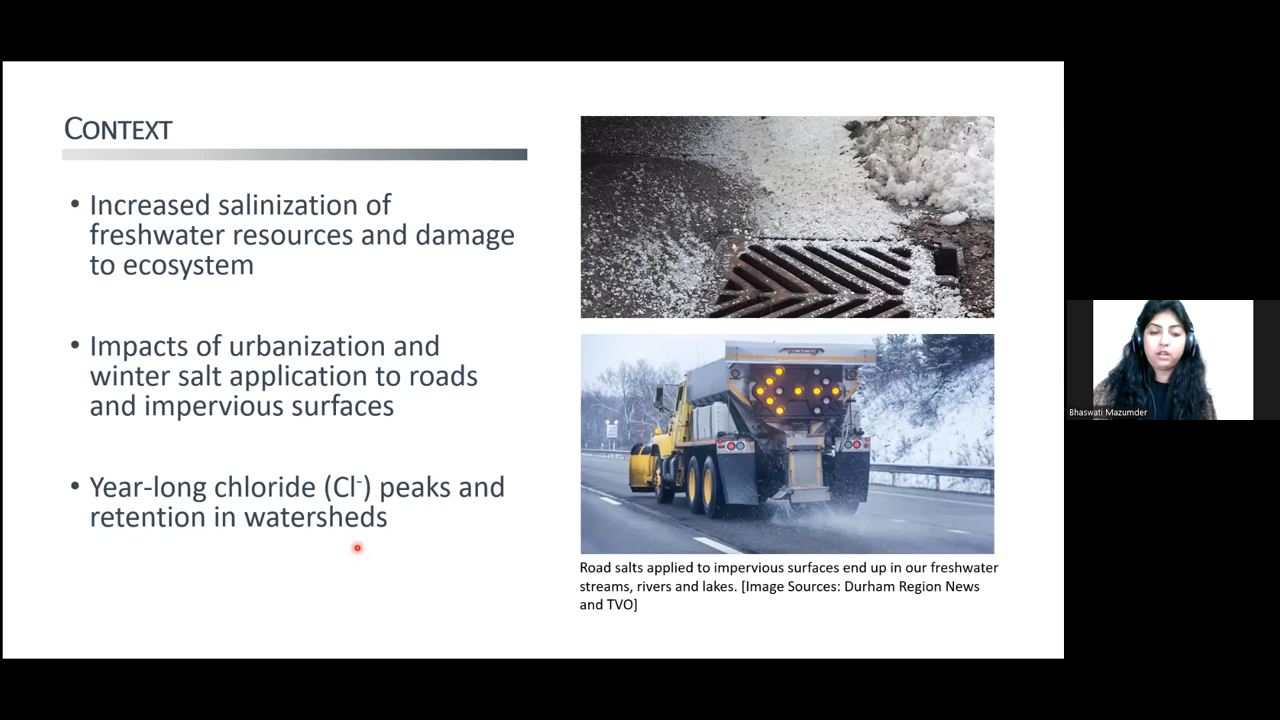 CONTEXT
• Increased salinization of
freshwater resources and damage
to ecosystem
• Impacts of urbanization and
winter salt application to roads
and impervious surfaces
• Year-long chloride (Cl⁻) peaks and
retention in watersheds
Road salts applied to impervious surfaces end up in our freshwater
streams, rivers and lakes. [Image Sources: Durham Region News
and TVO]
Bhaswati Mazumder